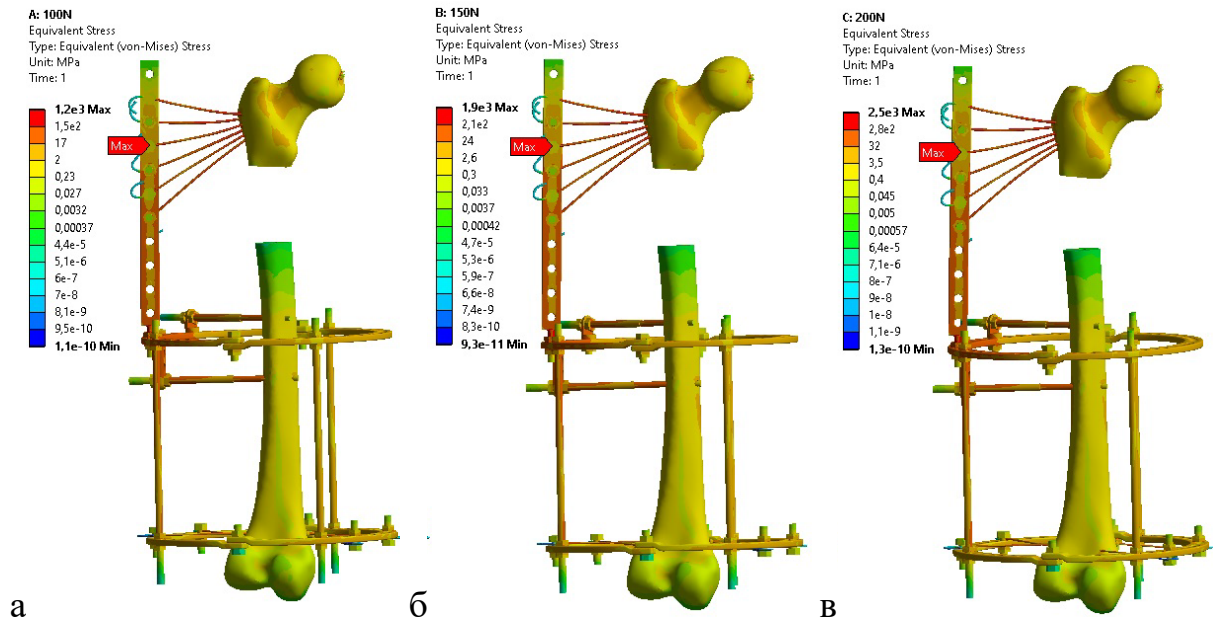 A: 100N
Equivalent Stress
Type: Equivalent (von-Mises) Stress
Unit: MPa
Time: 1
1,2e3 Max
1,5e2
17
2
0,23
0,027
0,0032
0,00037
4,4e-5
5,1e-6
6e-7
7e-8
8,1e-9
9,5e-10
1,1e-10 Min
Max
а
B: 150N
Equivalent Stress
Type: Equivalent (von-Mises) Stress
Unit: MPa
Time: 1
1,9e3 Max
2,1e2
24
2,6
0,3
0,033
0,0037
0,00042
4,7e-5
5,3e-6
5,9e-7
6,6e-8
7,4e-9
8,3e-10
9,3e-11 Min
Max
б
C: 200N
Equivalent Stress
Type: Equivalent (von-Mises) Stress
Unit: MPa
Time: 1
2,5e3 Max
2,8e2
32
3,5
0,4
0,045
0,005
0,00057
6,4e-5
7,1e-6
7,9e-7
9e-8
1e-8
1,1e-9
1,3e-10 Min
Max
в